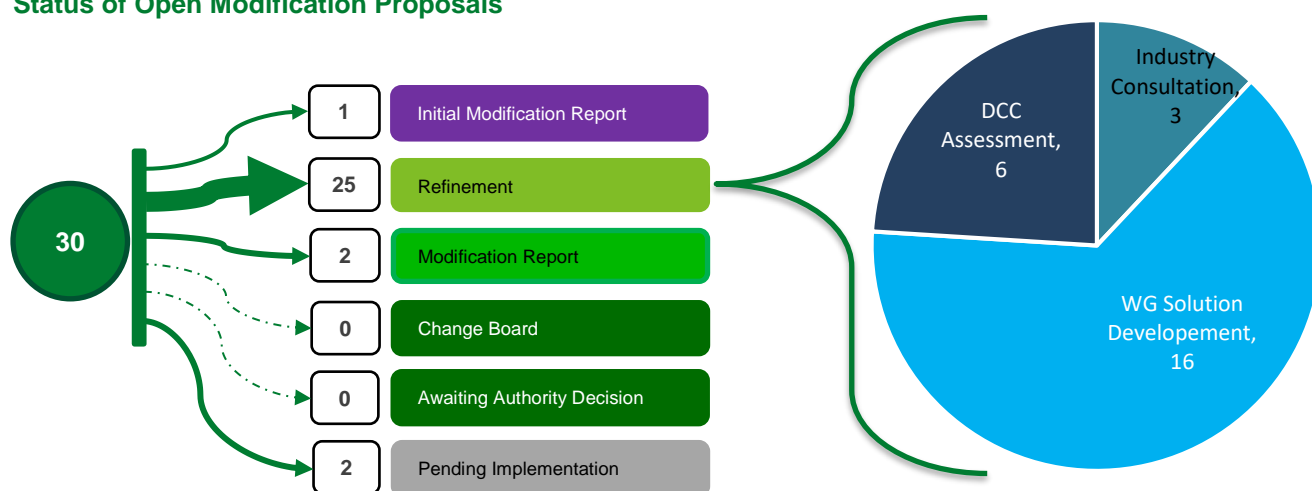 Status of Open Modification Proposals
30
1
Initial Modification Report
25
Refinement
2
Modification Report
0
Change Board
0
Awaiting Authority Decision
2
Pending Implementation
DCC
Assessment,
6
Industry
Consultation,
3
WG Solution
Developement,
16